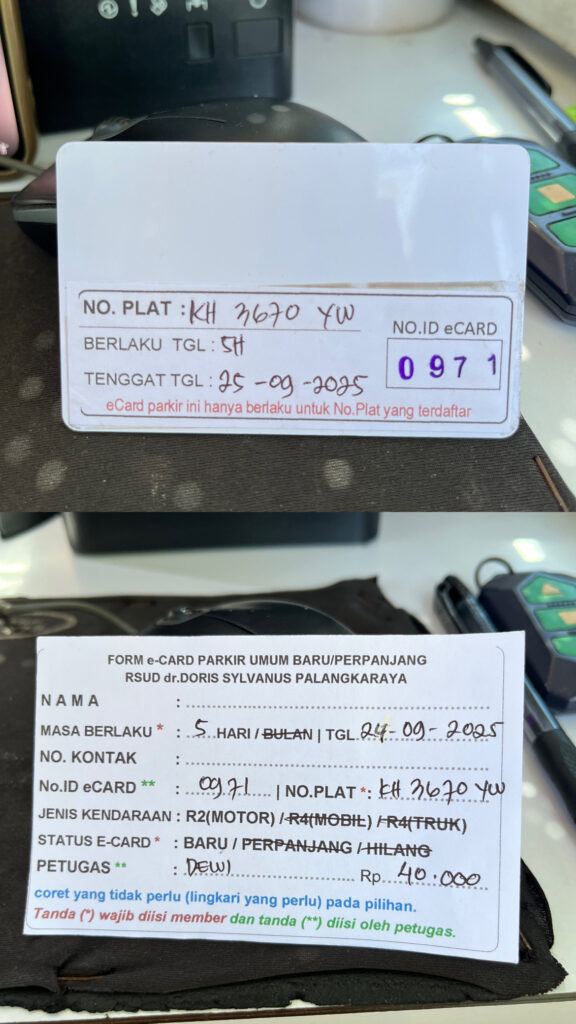 NO. PLAT : KH 3670 YW
BERLAKU TGL : 5H
TENGGAT TGL : 25-09-2025
NO.ID eCARD
0971
eCard parkir ini hanya berlaku untuk No.Plat yang terdaftar
FORM e-CARD PARKIR UMUM BARU/PERPANJANG
RSUD dr.DORIS SYLVANUS PALANGKARAYA
NAMA :
MASA BERLAKU * : 5 HARI / BULAN | TGL 24-09-2025
NO. KONTAK :
No.ID eCARD ** : 0971 | NO.PLAT *: KH 3670 YW
JENIS KENDARAAN : R2(MOTOR) / R4(MOBIL) / R4(TRUK)
STATUS E-CARD * : BARU / PERPANJANG / HILANG
PETUGAS ** : DEWI Rp 40.000
coret yang tidak perlu (lingkari yang perlu) pada pilihan.
Tanda (*) wajib diisi member dan tanda (**) diisi oleh petugas.